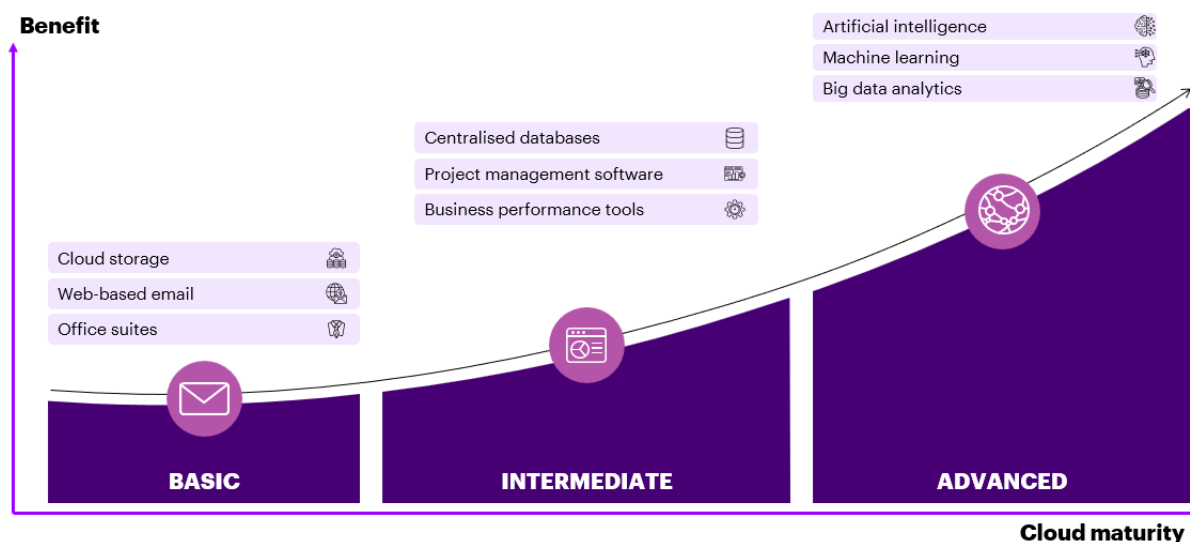 Benefit
Artificial intelligence
Machine learning
Big data analytics
Centralised databases
Project management software
Business performance tools
Cloud storage
Web-based email
Office suites
BASIC
INTERMEDIATE
ADVANCED
Cloud maturity